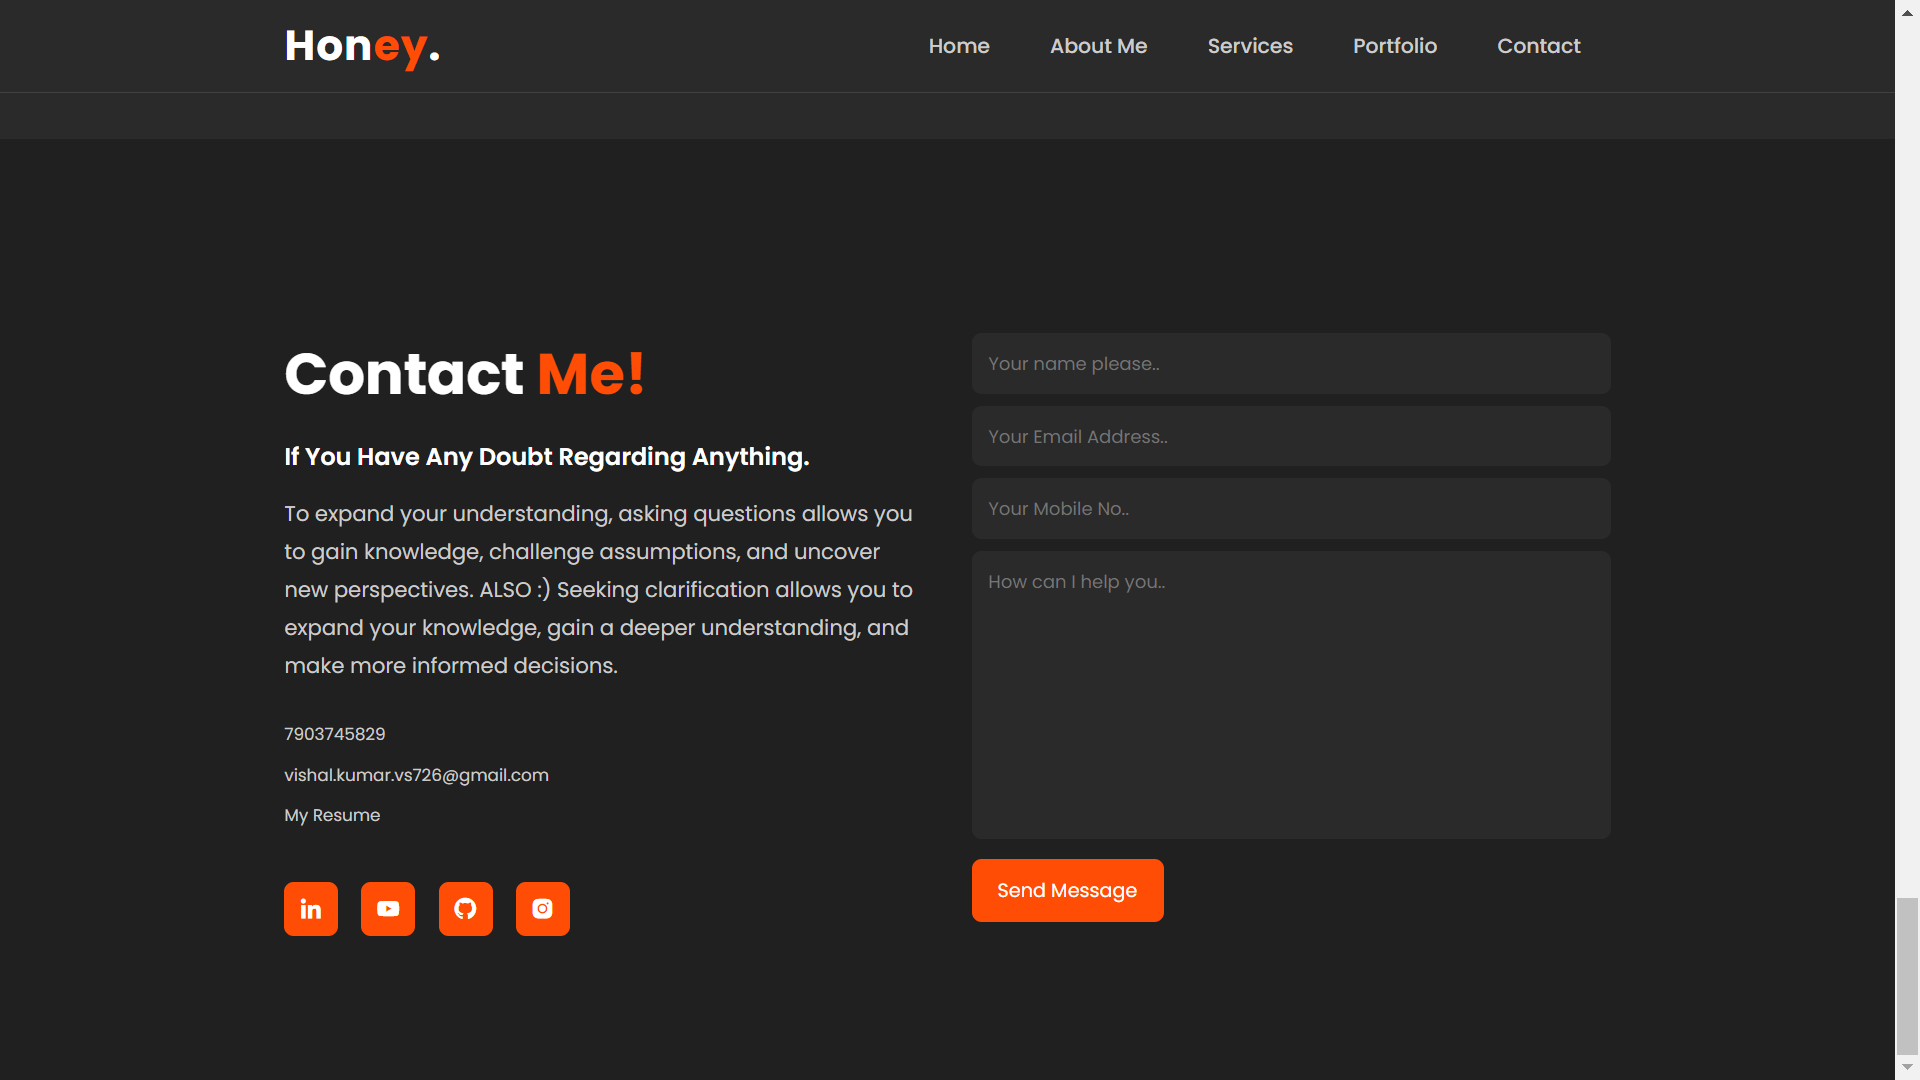 Honey.
Home About Me Services Portfolio Contact
Contact Me!
If You Have Any Doubt Regarding Anything.
To expand your understanding, asking questions allows you
to gain knowledge, challenge assumptions, and uncover
new perspectives. ALSO :) Seeking clarification allows you to
expand your knowledge, gain a deeper understanding, and
make more informed decisions.
7903745829
vishal.kumar.vs726@gmail.com
My Resume
in
Your name please..
Your Email Address..
Your Mobile No..
How can I help you..
Send Message